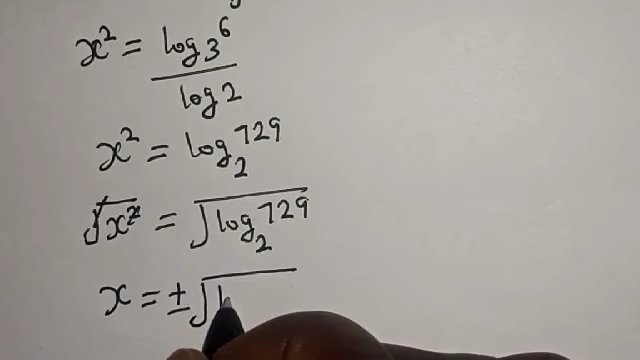 x² = log 3⁶ / log 2
x² = log₂ 729
√x² = √log₂ 729
x = ± √